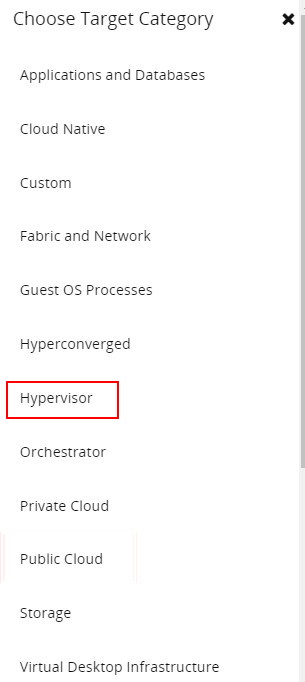 Choose Target Category
Applications and Databases
Cloud Native
Custom
Fabric and Network
Guest OS Processes
Hyperconverged
Hypervisor
Orchestrator
Private Cloud
Public Cloud
Storage
Virtual Desktop Infrastructure